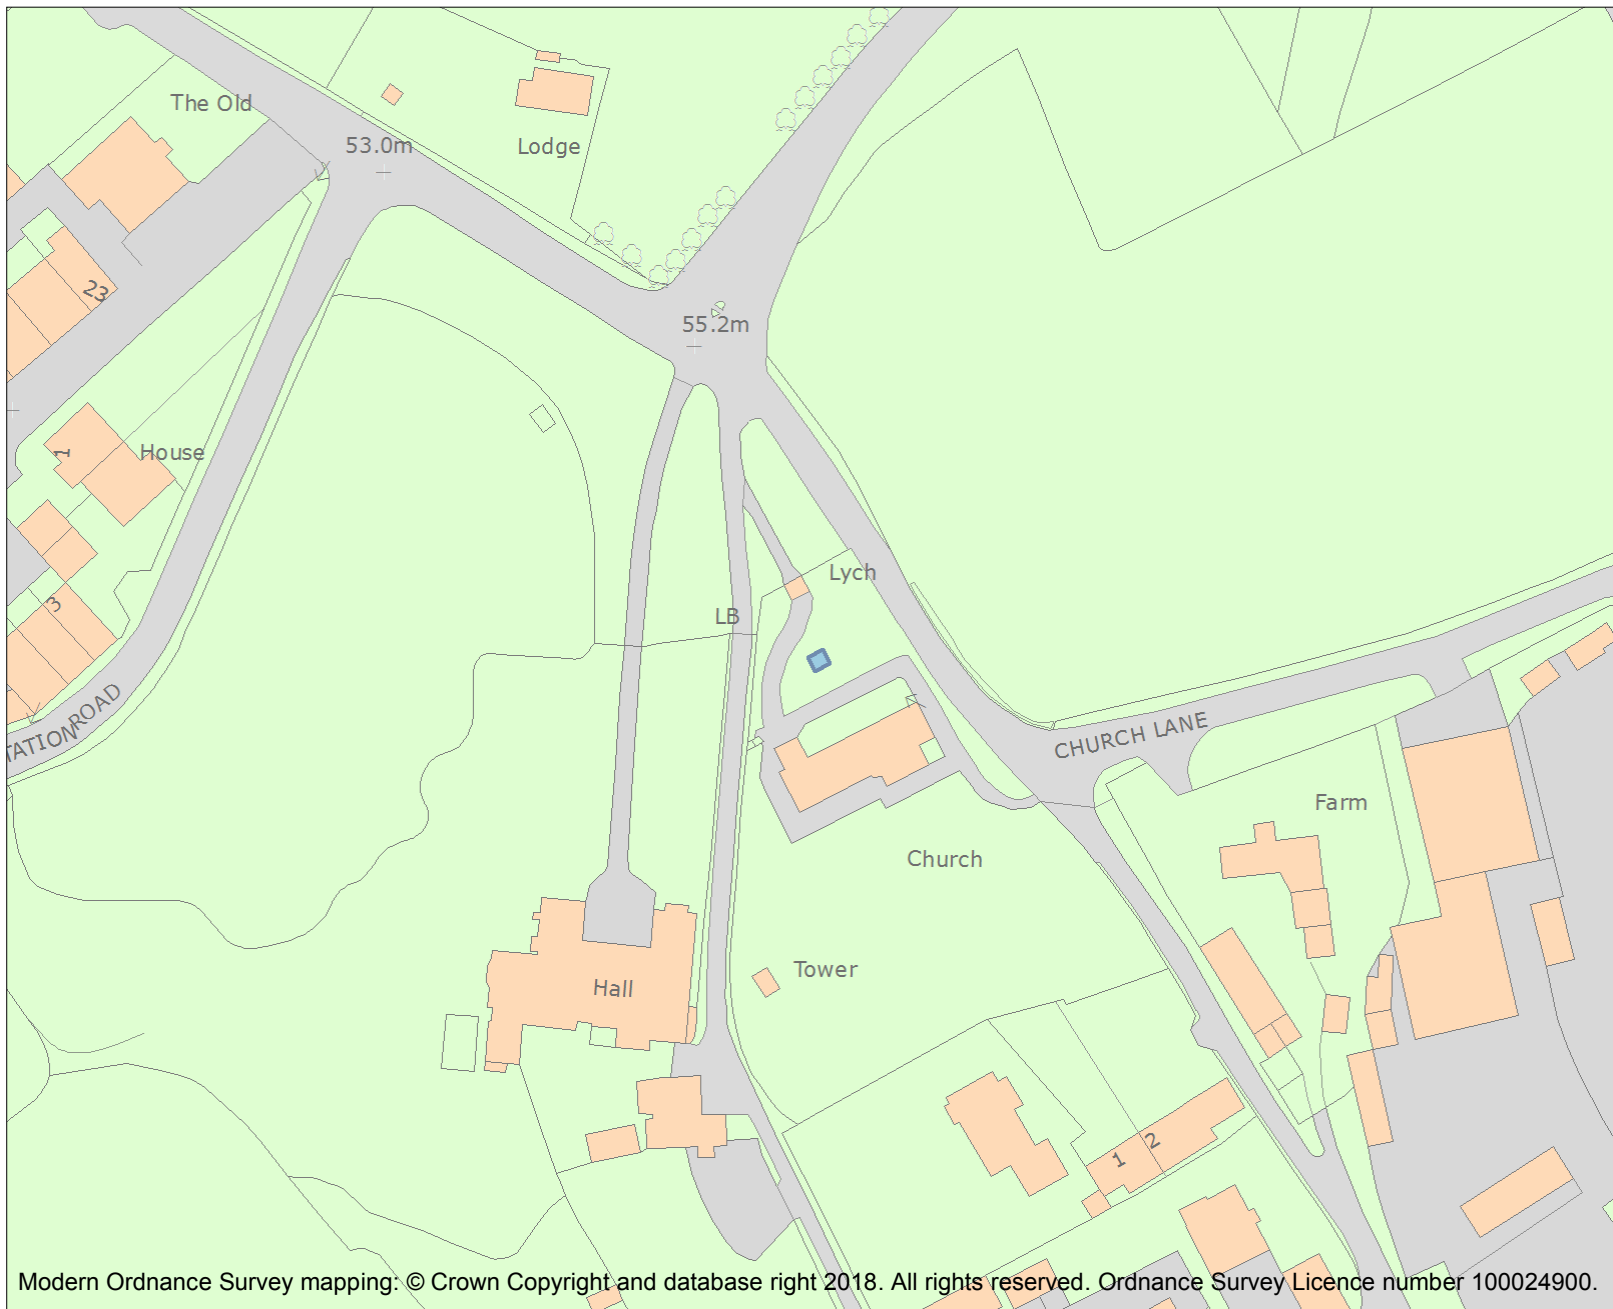 The Old
53.0m
Lodge
23
55.2m
1
House
Lych
3
LB
TATION ROAD
CHURCH LANE
Farm
Church
Tower
Hall
1
2
Modern Ordnance Survey mapping: © Crown Copyright and database right 2018. All rights reserved. Ordnance Survey Licence number 100024900.